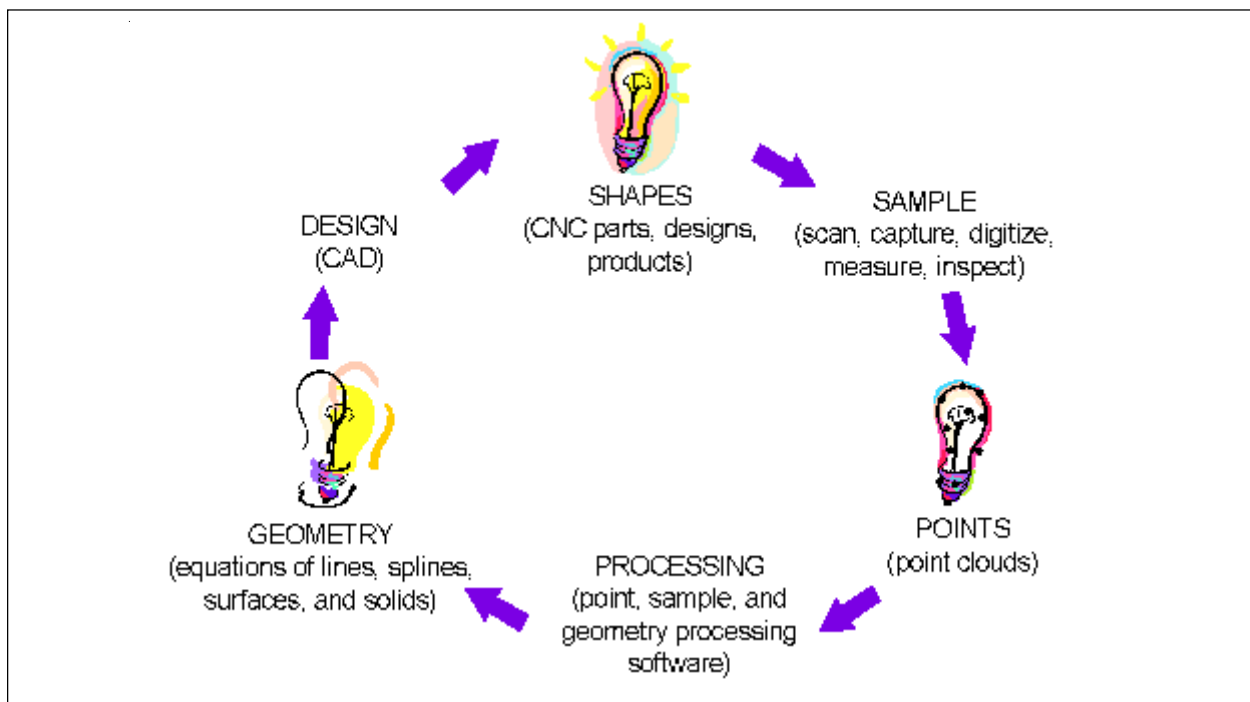 SHAPES
(CNC parts, designs,
products)
SAMPLE
(scan, capture, digitize,
measure, inspect)
POINTS
(point clouds)
PROCESSING
(point, sample, and
geometry processing
software)
GEOMETRY
(equations of lines, splines,
surfaces, and solids)
DESIGN
(CAD)